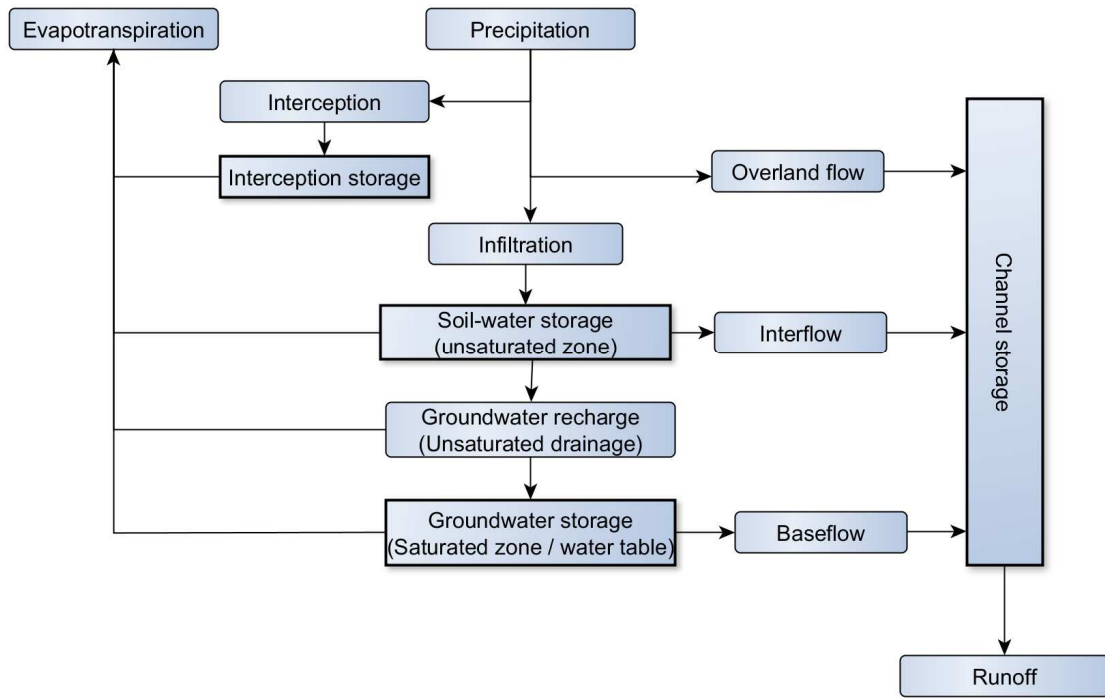 Evapotranspiration
Precipitation
Interception
Interception storage
Overland flow
Infiltration
Soil-water storage
(unsaturated zone)
Interflow
Channel storage
Groundwater recharge
(Unsaturated drainage)
Groundwater storage
(Saturated zone / water table)
Baseflow
Runoff